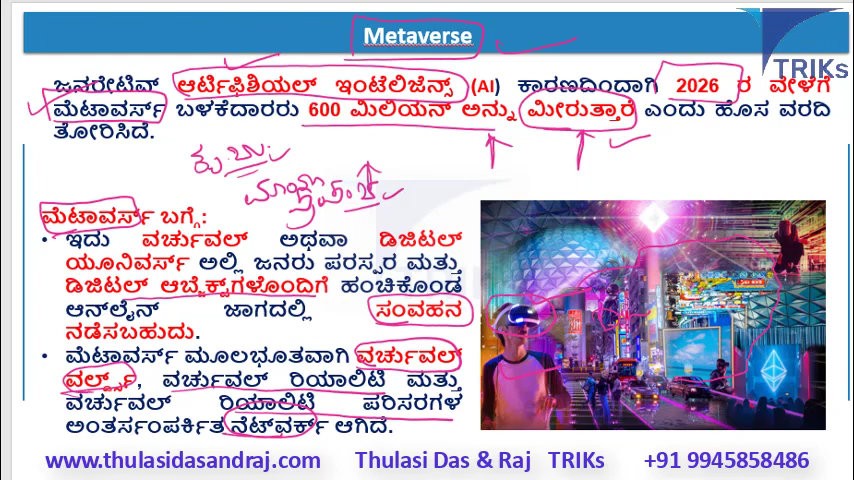 Metaverse
TRIKs
ಜನರೇಟಿವ್ ಆರ್ಟಿಫಿಶಿಯಲ್ ಇಂಟೆಲಿಜೆನ್ಸ್ (AI) ಕಾರಣದಿಂದಾಗಿ 2026 ರ ವೇಳೆಗೆ
ಮೆಟಾವರ್ಸ್ ಬಳಕೆದಾರರು 600 ಮಿಲಿಯನ್ ಅನ್ನು ಮೀರುತ್ತಾರೆ ಎಂದು ಹೊಸ ವರದಿ
ತೋರಿಸಿದೆ.
ಮೆಟಾವರ್ಸ್ ಬಗ್ಗೆ:
• ಇದು ವರ್ಚುವಲ್ ಅಥವಾ ಡಿಜಿಟಲ್
ಯೂನಿವರ್ಸ್ ಅಲ್ಲಿ ಜನರು ಪರಸ್ಪರ ಮತ್ತು
ಡಿಜಿಟಲ್ ಆಬ್ಜೆಕ್ಟ್‌ಗಳೊಂದಿಗೆ ಹಂಚಿಕೊಂಡ
ಆನ್‌ಲೈನ್ ಜಾಗದಲ್ಲಿ ಸಂವಹನ
ನಡೆಸಬಹುದು.
• ಮೆಟಾವರ್ಸ್ ಮೂಲಭೂತವಾಗಿ ವರ್ಚುವಲ್
ವರ್ಲ್ಡ್ಸ್, ವರ್ಚುವಲ್ ರಿಯಾಲಿಟಿ ಮತ್ತು
ವರ್ಚುವಲ್ ರಿಯಾಲಿಟಿ ಪರಿಸರಗಳ
ಅಂತರ್ಸಂಪರ್ಕಿತ ನೆಟ್‌ವರ್ಕ್ ಆಗಿದೆ.
www.thulasidasandraj.com Thulasi Das & Raj TRIKs +91 9945858486